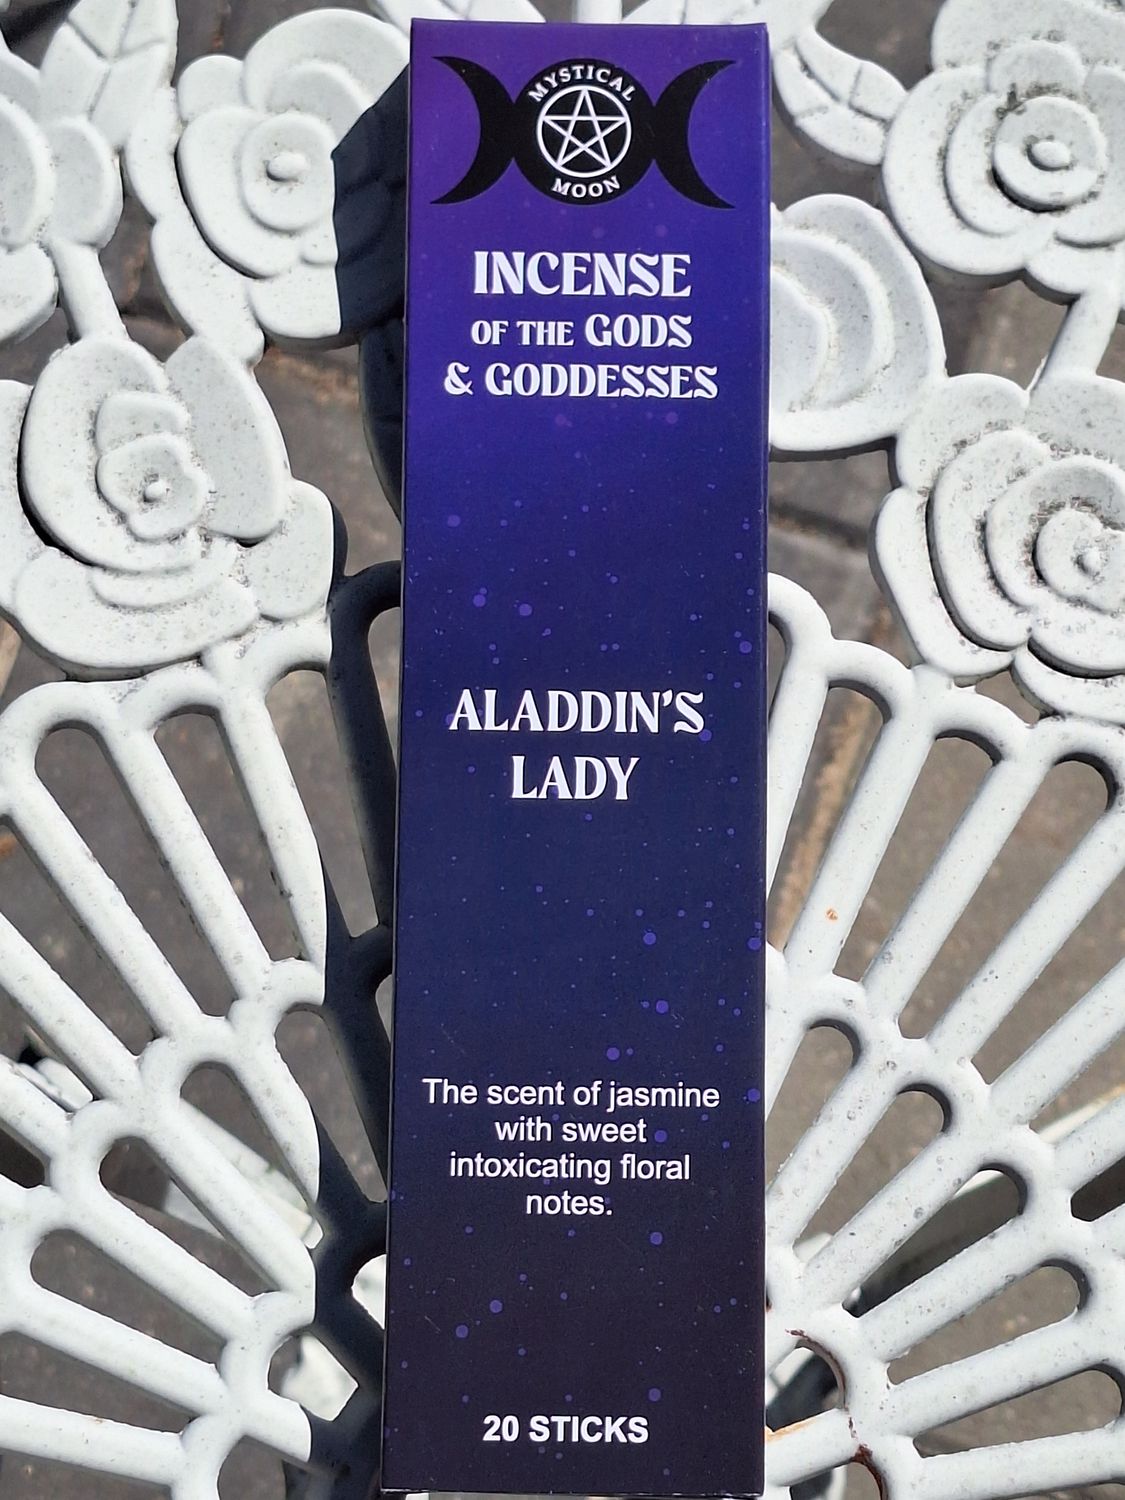 MYSTICAL
MOON
INCENSE
OF THE GODS
& GODDESSES
ALADDIN'S
LADY
The scent of jasmine
with sweet
intoxicating floral
notes.
20 STICKS